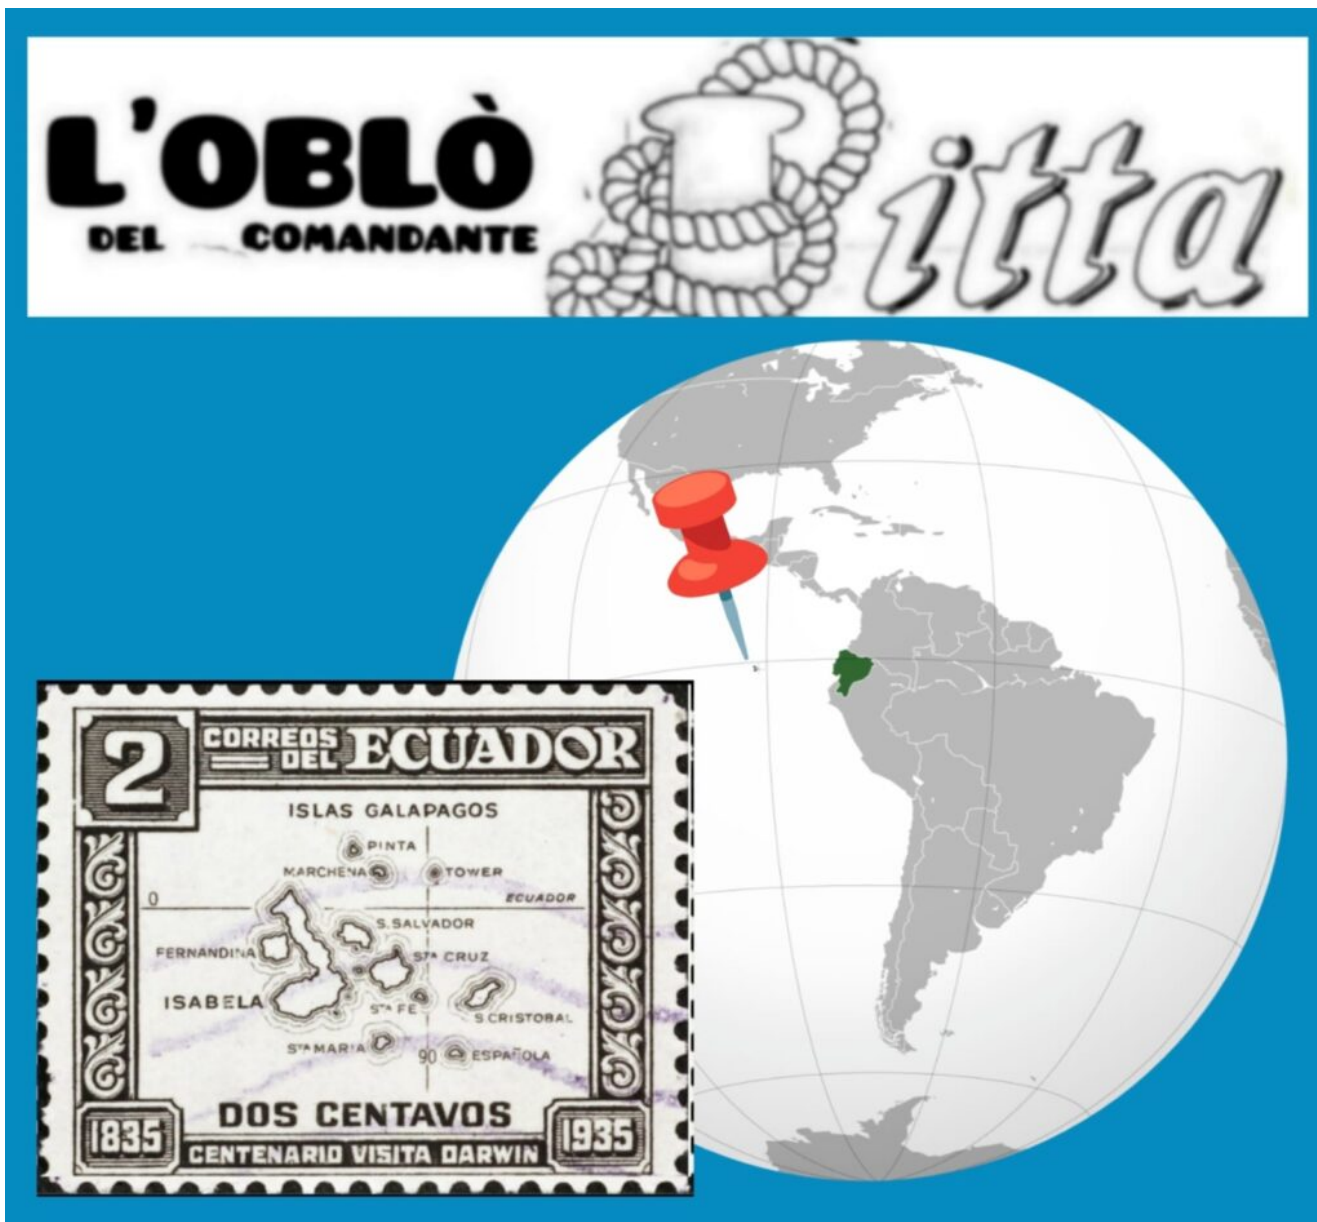 L'OBLÒ
DEL COMANDANTE
Bitta
2
CORREOS DEL ECUADOR
ISLAS GALAPAGOS
PINTA
MARCHENA
TOWER
0
ECUADOR
S.SALVADOR
FERNANDINA
STA CRUZ
ISABELA
STA FE
S.CRISTOBAL
STA MARIA
90
ESPAÑOLA
DOS CENTAVOS
1835
CENTENARIO VISITA DARWIN
1935